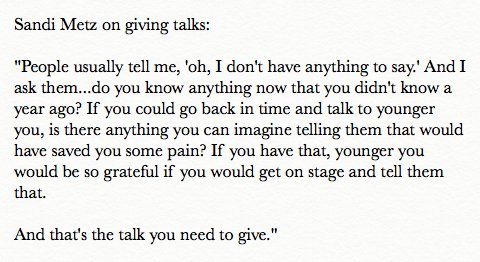 Sandi Metz on giving talks:
"People usually tell me, 'oh, I don't have anything to say.' And I
ask them...do you know anything now that you didn't know a
year ago? If you could go back in time and talk to younger
you, is there anything you can imagine telling them that would
have saved you some pain? If you have that, younger you
would be so grateful if you would get on stage and tell them
that.
And that's the talk you need to give."